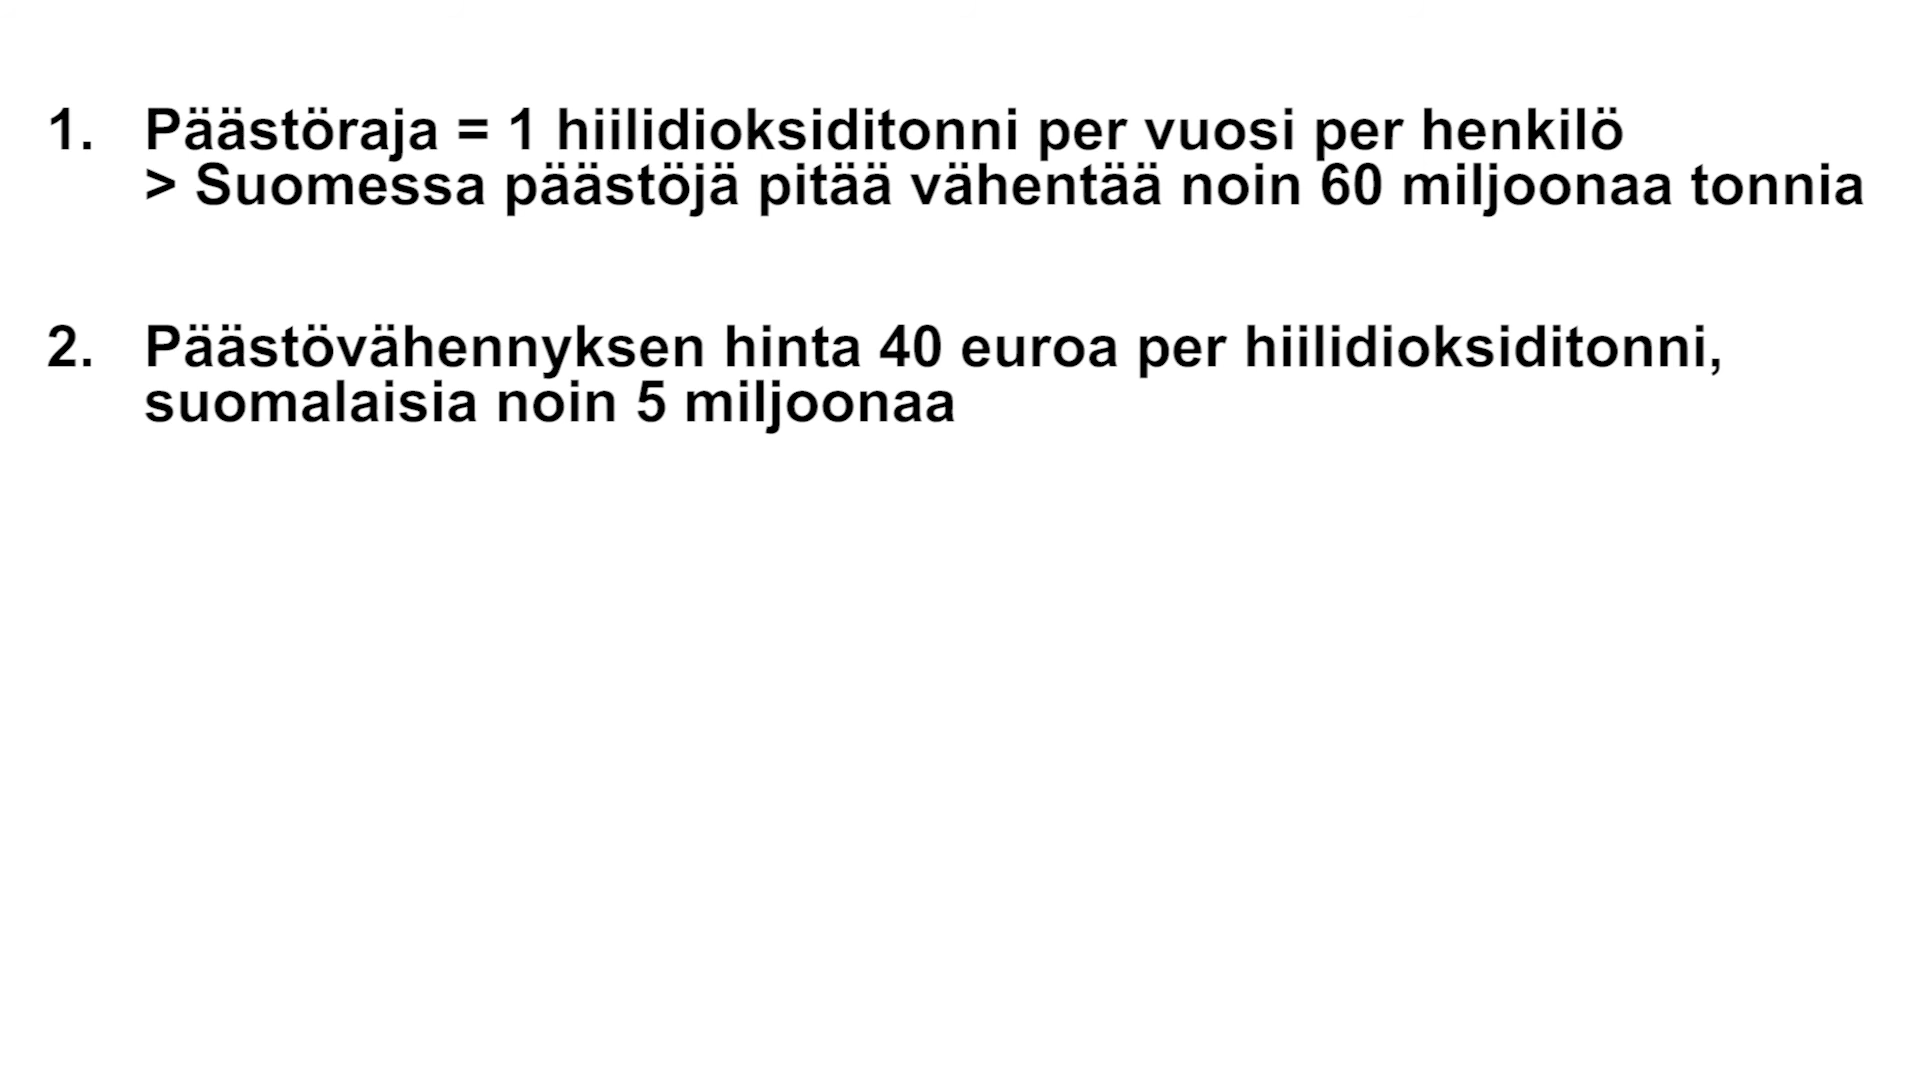 1. Päästöraja = 1 hiilidioksiditonni per vuosi per henkilö
> Suomessa päästöjä pitää vähentää noin 60 miljoonaa tonnia
2. Päästövähennyksen hinta 40 euroa per hiilidioksiditonni,
suomalaisia noin 5 miljoonaa